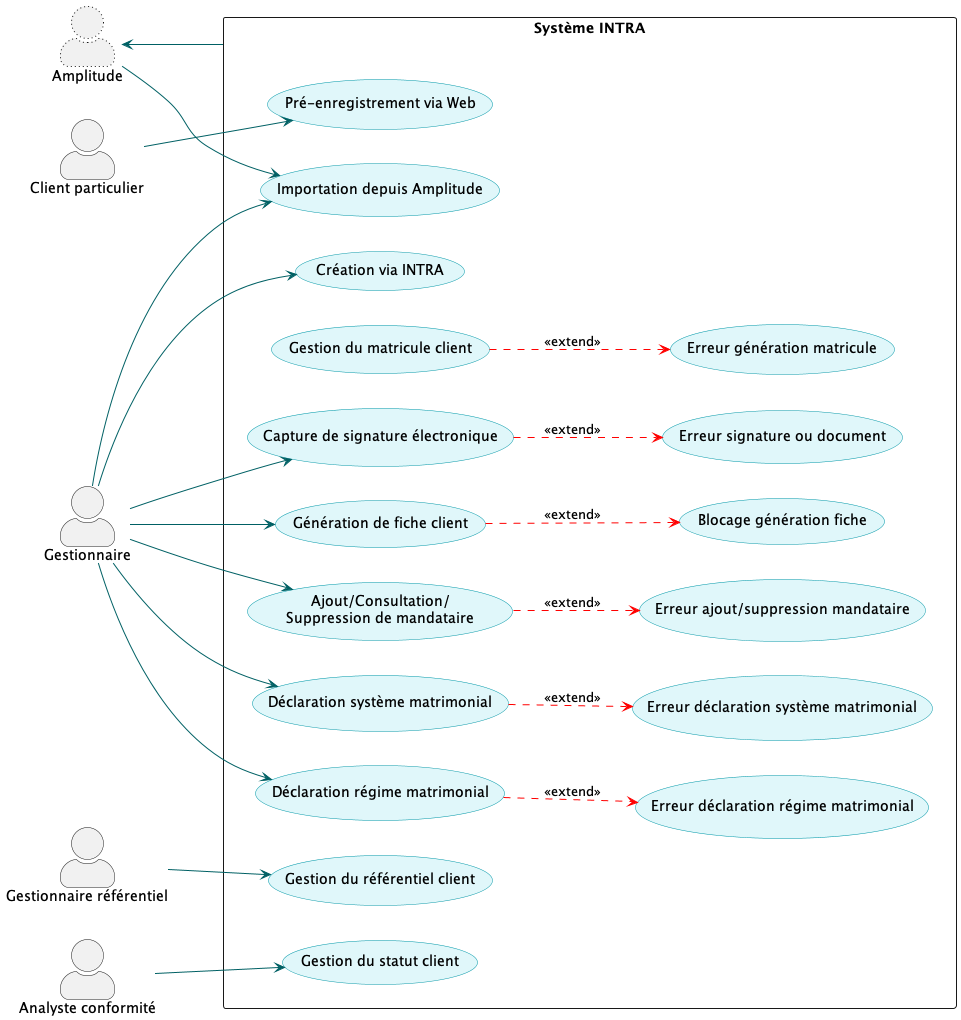 Système INTRA
Amplitude
Pré-enregistrement via Web
Client particulier
Importation depuis Amplitude
Création via INTRA
Gestion du matricule client
«extend»
Erreur génération matricule
Capture de signature électronique
«extend»
Erreur signature ou document
Gestionnaire
Génération de fiche client
«extend»
Blocage génération fiche
Ajout/Consultation/
Suppression de mandataire
«extend»
Erreur ajout/suppression mandataire
Déclaration système matrimonial
«extend»
Erreur déclaration système matrimonial
Déclaration régime matrimonial
«extend»
Erreur déclaration régime matrimonial
Gestionnaire référentiel
Gestion du référentiel client
Analyste conformité
Gestion du statut client